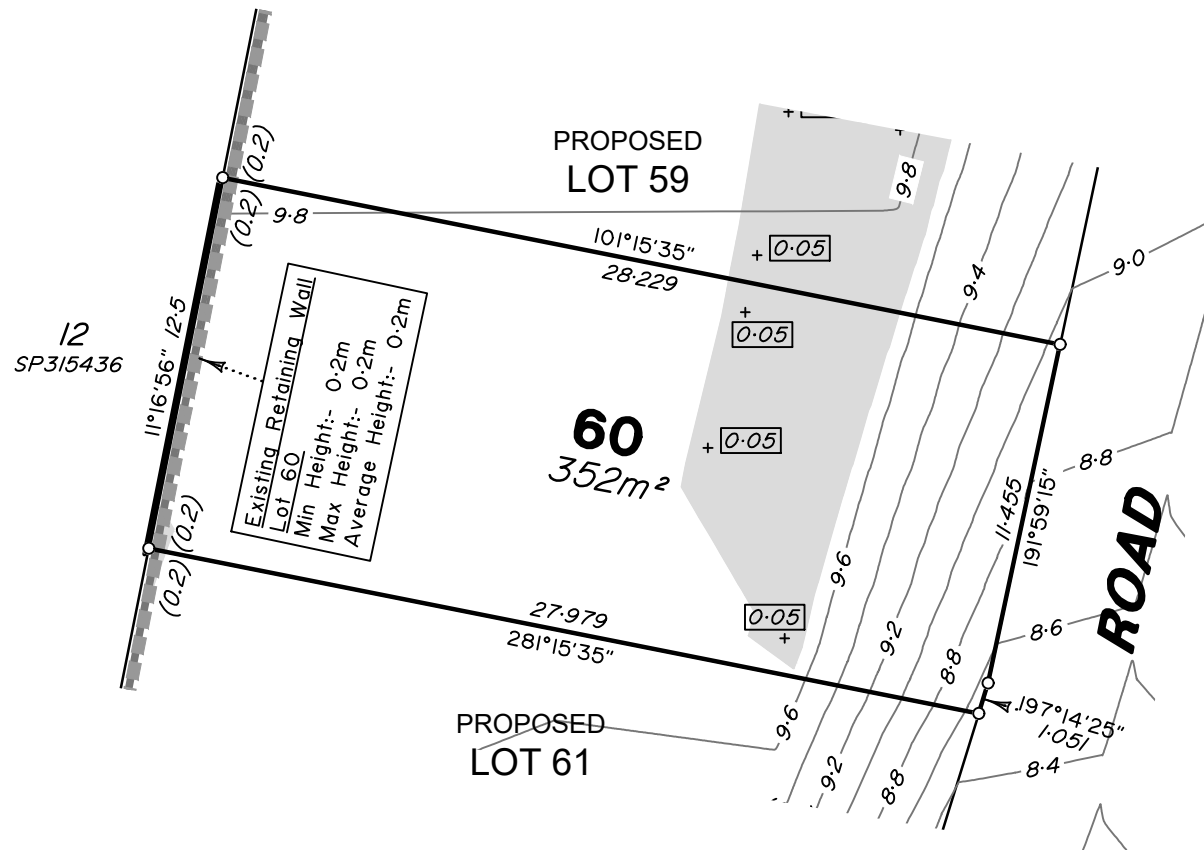 PROPOSED
LOT 59
(0.2)
(0.2)
9·8
9·8
101°15'35"
28·229
0·05
9·4
9·0
12
SP315436
11°16'56" 12·5
Existing Retaining Wall
Lot 60
Min Height:- 0·2m
Max Height:- 0·2m
Average Height:- 0·2m
0·05
60
352m²
0·05
8·8
11·455
191°59'15"
ROAD
(0.2)
(0.2)
9·6
0·05
27·979
281°15'35"
9·2
8·8
8·6
197°14'25"
1·051
PROPOSED
LOT 61
9·6
9·2
8·8
8·4